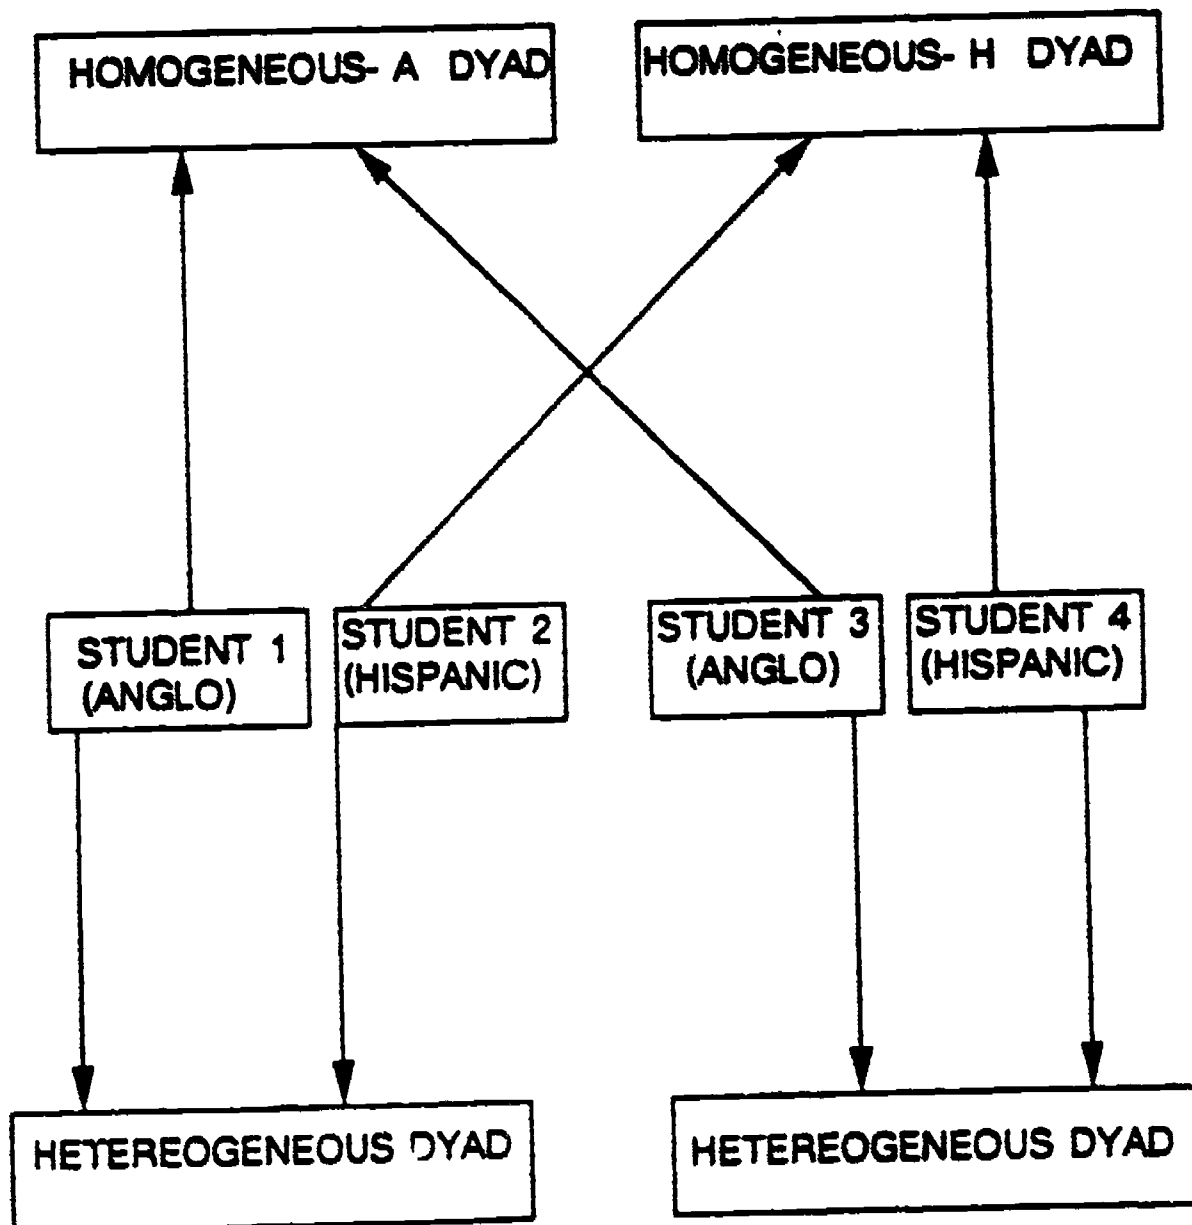 HOMOGENEOUS- A DYAD
HOMOGENEOUS- H DYAD
STUDENT 1
(ANGLO)
STUDENT 2
(HISPANIC)
STUDENT 3
(ANGLO)
STUDENT 4
(HISPANIC)
HETEREOGENEOUS DYAD
HETEREOGENEOUS DYAD